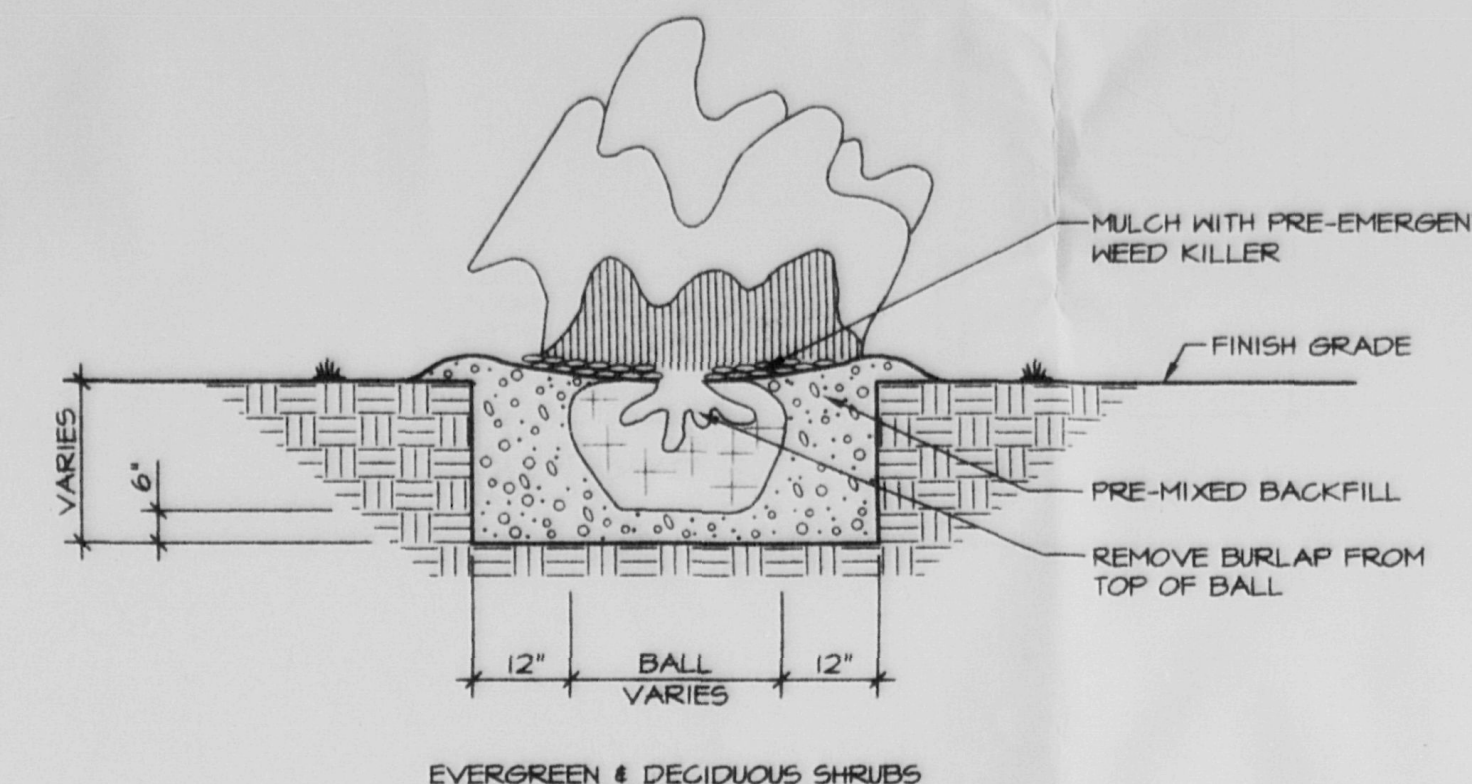 MULCH WITH PRE-EMERGEN
WEED KILLER
FINISH GRADE
VARIES
6"
PRE-MIXED BACKFILL
REMOVE BURLAP FROM
TOP OF BALL
12"
BALL
VARIES
12"
EVERGREEN & DECIDUOUS SHRUBS